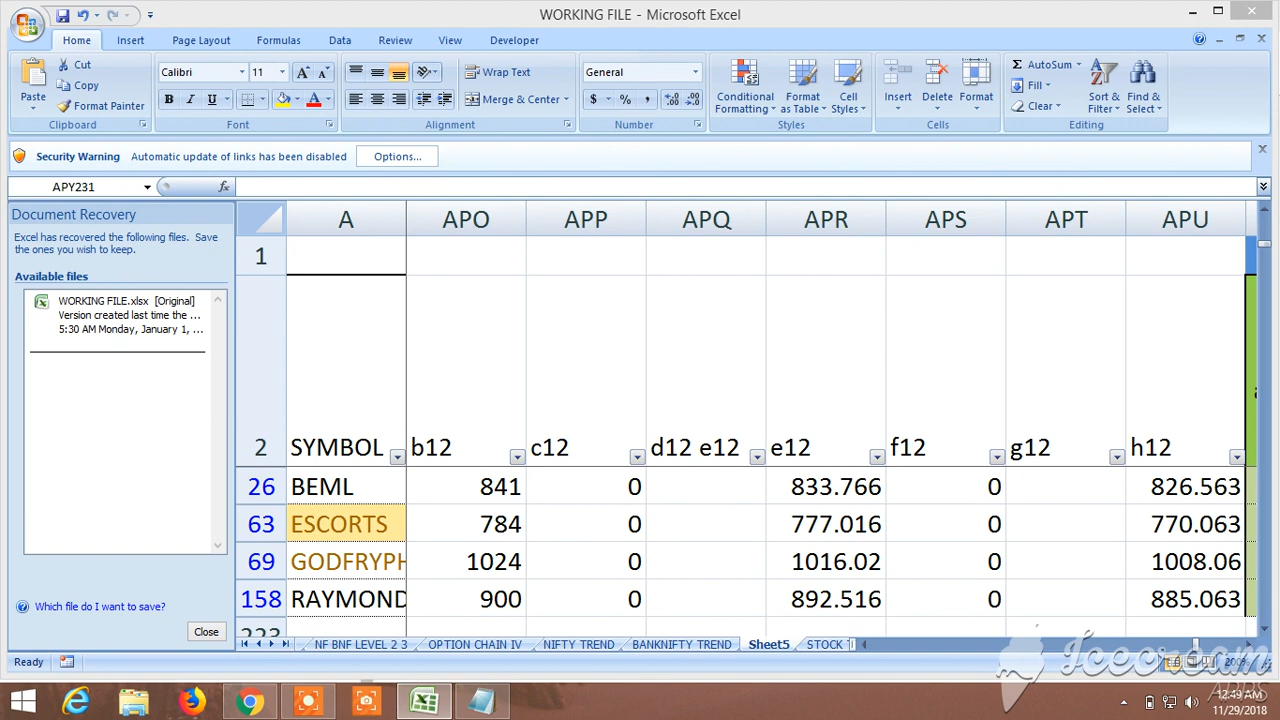 WORKING FILE - Microsoft Excel
Home Insert Page Layout Formulas Data Review View Developer
Paste Cut Copy Format Painter Clipboard
Calibri 11 B I U A Font
Wrap Text Merge & Center Alignment
General $ % , Number
Conditional Formatting Format as Table Cell Styles Styles
Insert Delete Format Cells
Σ AutoSum Fill Clear Sort & Filter Find & Select Editing
Security Warning Automatic update of links has been disabled Options...
APY231 fx
Document Recovery
Excel has recovered the following files. Save
the ones you wish to keep.
Available files
WORKING FILE.xlsx [Original]
Version created last time the ...
5:30 AM Monday, January 1, ...
Which file do I want to save?
Close
A APO APP APQ APR APS APT APU
1
2 SYMBOL b12 c12 d12 e12 e12 f12 g12 h12
26 BEML 841 0 833.766 0 826.563
63 ESCORTS 784 0 777.016 0 770.063
69 GODFRYPH 1024 0 1016.02 0 1008.06
158 RAYMOND 900 0 892.516 0 885.063
223
NF BNF LEVEL 2 3 OPTION CHAIN IV NIFTY TREND BANKNIFTY TREND Sheet5 STOCK T
Ready
Icecream
APPS
12:49 AM
11/29/2018